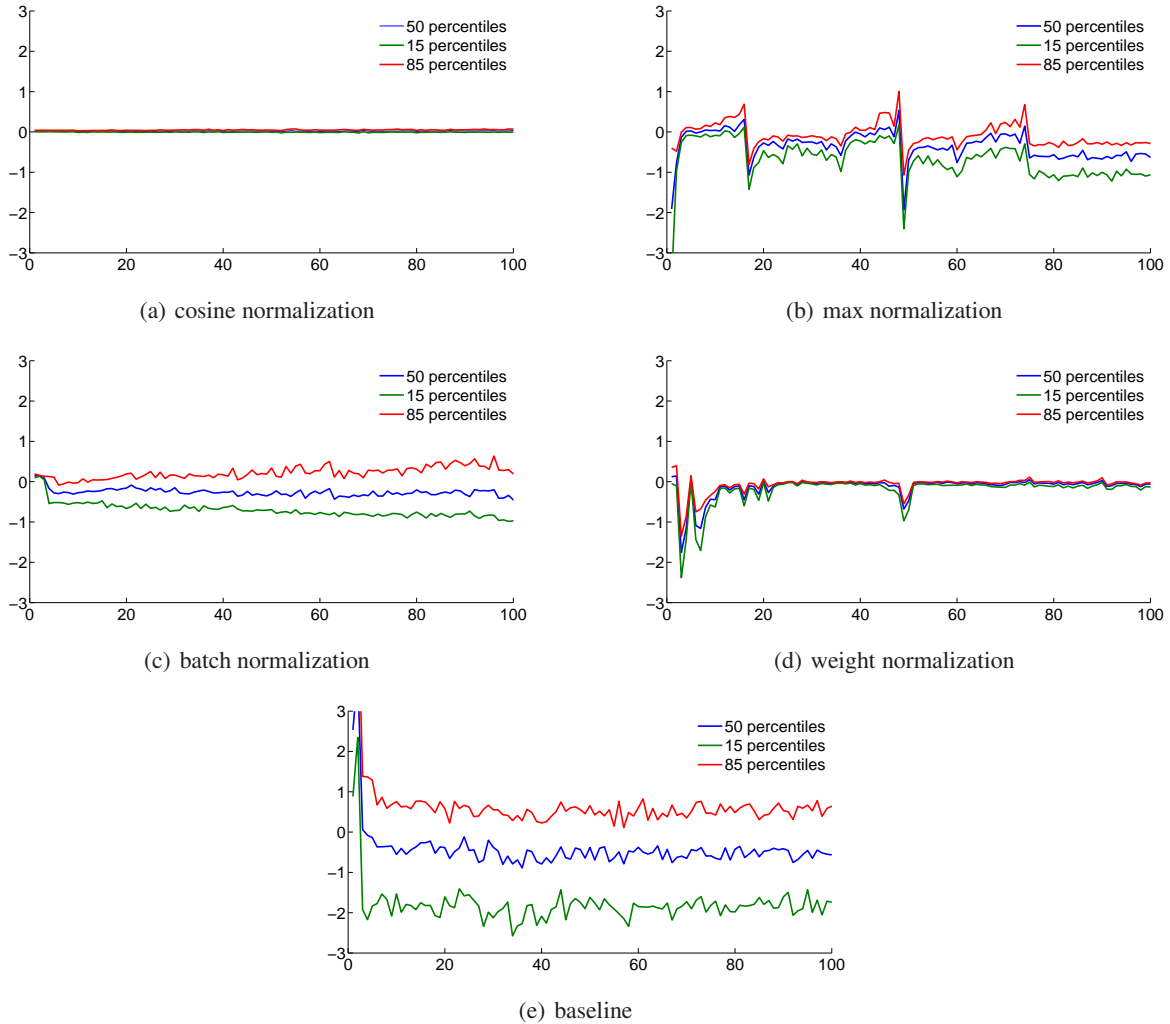 3
2
1
0
−1
−2
−3
0 20 40 60 80 100
50 percentiles
15 percentiles
85 percentiles
(a) cosine normalization
3
2
1
0
−1
−2
−3
0 20 40 60 80 100
50 percentiles
15 percentiles
85 percentiles
(b) max normalization
3
2
1
0
−1
−2
−3
0 20 40 60 80 100
50 percentiles
15 percentiles
85 percentiles
(c) batch normalization
3
2
1
0
−1
−2
−3
0 20 40 60 80 100
50 percentiles
15 percentiles
85 percentiles
(d) weight normalization
3
2
1
0
−1
−2
−3
0 20 40 60 80 100
50 percentiles
15 percentiles
85 percentiles
(e) baseline